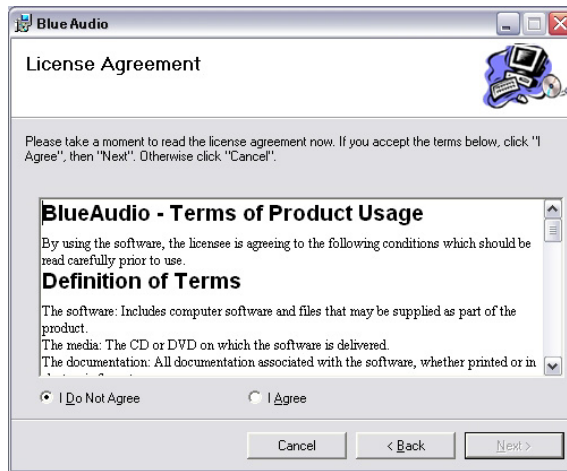 Blue Audio
License Agreement
Please take a moment to read the license agreement now. If you accept the terms below, click "I
Agree", then "Next". Otherwise click "Cancel".
BlueAudio - Terms of Product Usage
By using the software, the licensee is agreeing to the following conditions which should be
read carefully prior to use.
Definition of Terms
The software: Includes computer software and files that may be supplied as part of the
product.
The media: The CD or DVD on which the software is delivered.
The documentation: All documentation associated with the software, whether printed or in
I Do Not Agree
I Agree
Cancel
< Back
Next >